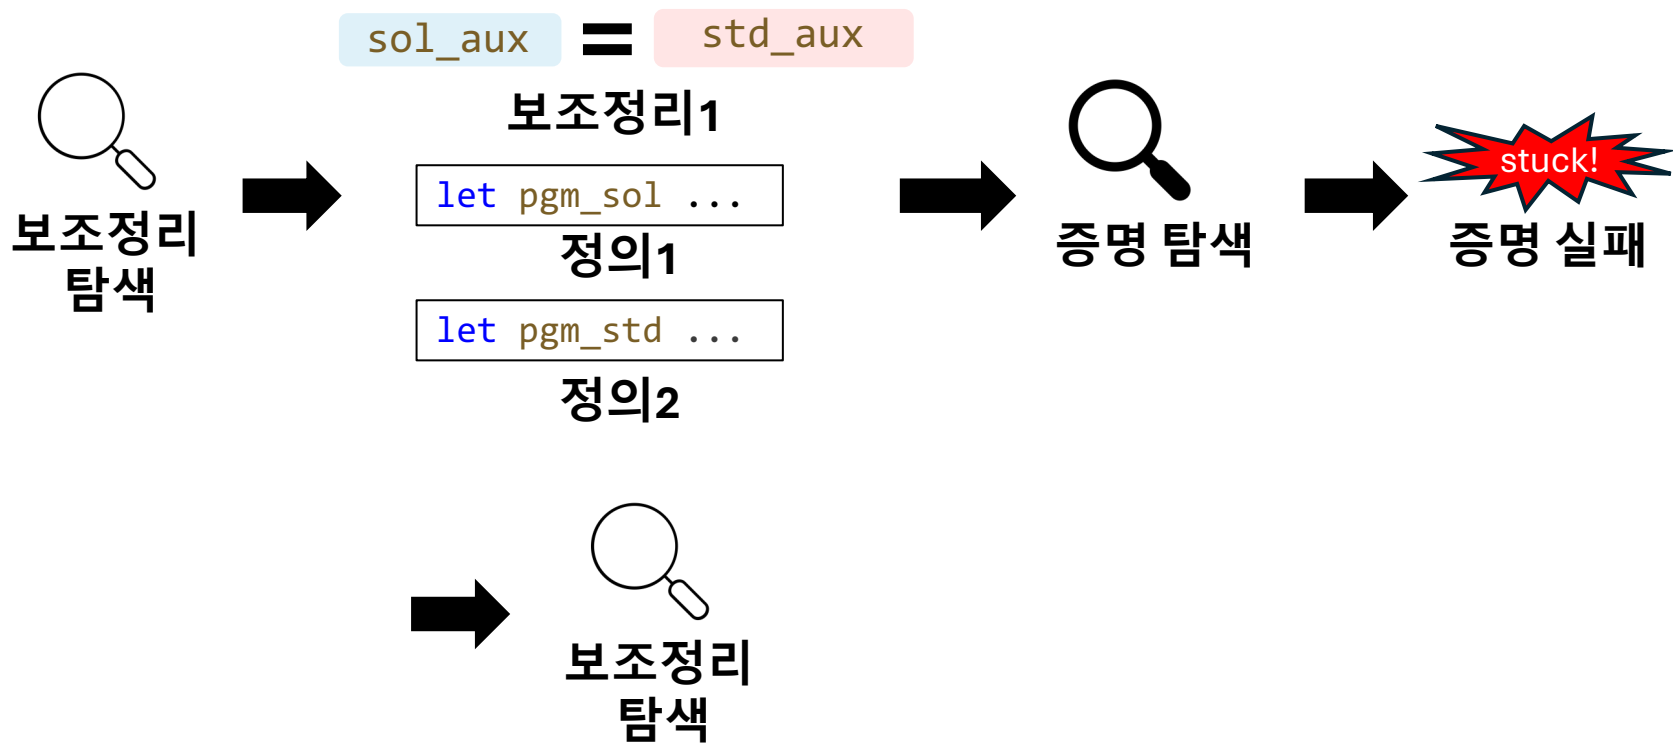 sol_aux = std_aux
보조정리1
let pgm_sol ...
정의1
let pgm_std ...
정의2
보조정리
탐색
증명 탐색
stuck!
증명 실패
보조정리
탐색